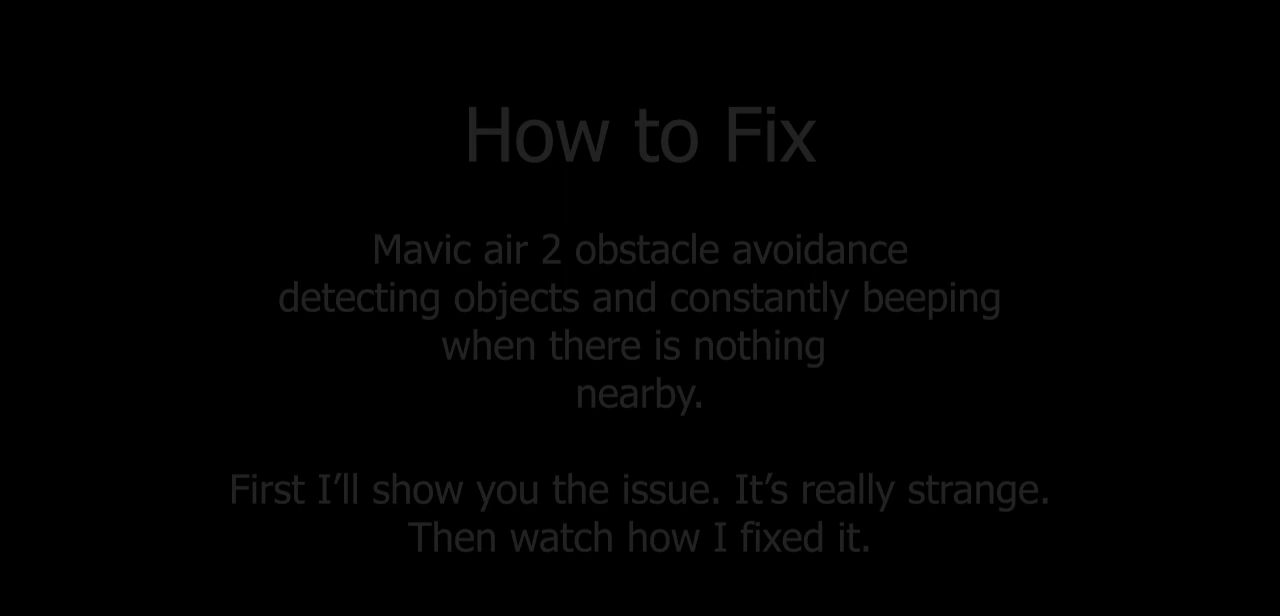 How to Fix
Mavic air 2 obstacle avoidance
detecting objects and constantly beeping
when there is nothing
nearby.
First I’ll show you the issue. It’s really strange.
Then watch how I fixed it.